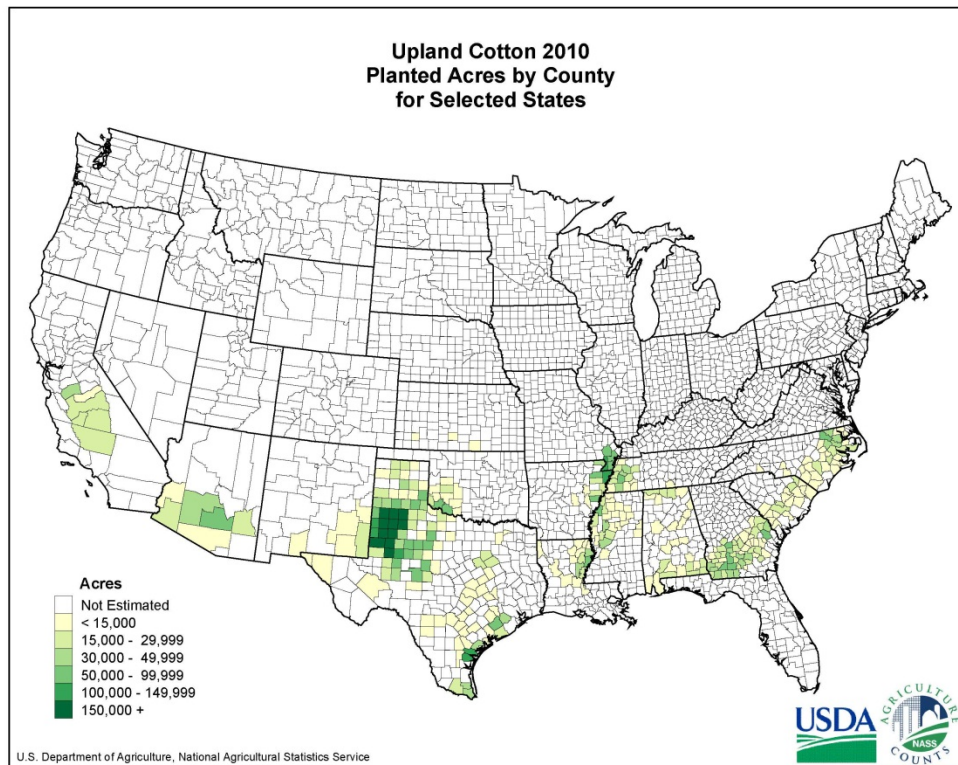 Upland Cotton 2010
Planted Acres by County
for Selected States
Acres
Not Estimated
< 15,000
15,000 - 29,999
30,000 - 49,999
50,000 - 99,999
100,000 - 149,999
150,000 +
U.S. Department of Agriculture, National Agricultural Statistics Service
USDA
AGRICULTURE
NASS
COUNTS